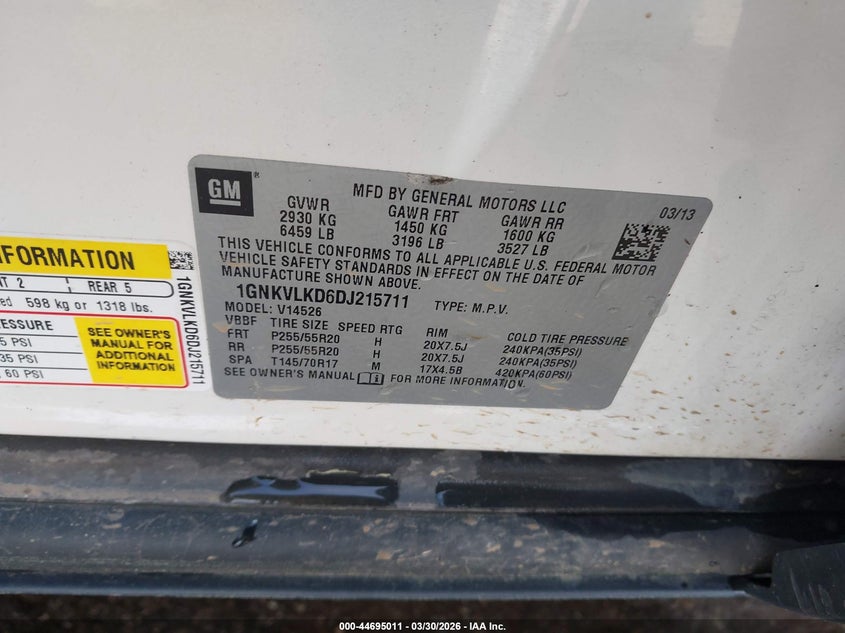 GM ®
MFD BY GENERAL MOTORS LLC
03/13
GVWR GAWR FRT GAWR RR
2930 KG 1450 KG 1600 KG
6459 LB 3196 LB 3527 LB
THIS VEHICLE CONFORMS TO ALL APPLICABLE U.S. FEDERAL MOTOR
VEHICLE SAFETY STANDARDS IN EFFECT ON THE DATE OF
MANUFACTURE SHOWN ABOVE.
1GNKVLKD6DJ215711
MODEL: V14526 TYPE: M.P.V.
VBBF TIRE SIZE SPEED RTG RIM COLD TIRE PRESSURE
FRT P255/55R20 H 20X7.5J 240KPA(35PSI)
RR P255/55R20 H 20X7.5J 240KPA(35PSI)
SPA T145/70R17 M 17X4.5B 420KPA(60PSI)
SEE OWNER'S MANUAL FOR MORE INFORMATION.
INFORMATION
2 REAR 5
598 kg or 1318 lbs.
PRESSURE
5 PSI
35 PSI
60 PSI
SEE OWNER'S
MANUAL FOR
ADDITIONAL
INFORMATION
1GNKVLKD6DJ215711
000-44695011 — 03/30/2026 — IAA Inc.